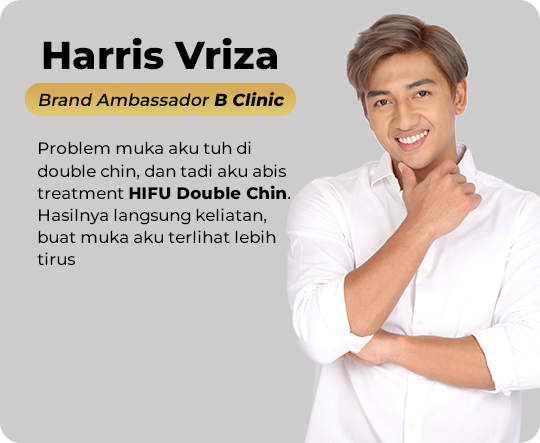 Harris Vriza
Brand Ambassador B Clinic
Problem muka aku tuh di
double chin, dan tadi aku abis
treatment HIFU Double Chin.
Hasilnya langsung keliatan,
buat muka aku terlihat lebih
tirus